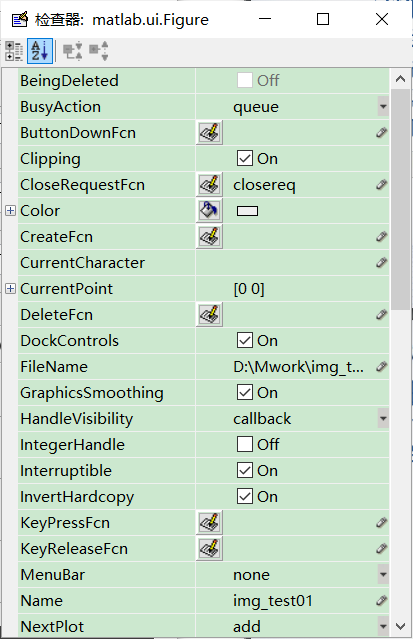 检查器: matlab.ui.Figure
BeingDeleted Off
BusyAction queue
ButtonDownFcn
Clipping On
CloseRequestFcn closereq
Color
CreateFcn
CurrentCharacter
CurrentPoint [0 0]
DeleteFcn
DockControls On
FileName D:\Mwork\img_t...
GraphicsSmoothing On
HandleVisibility callback
IntegerHandle Off
Interruptible On
InvertHardcopy On
KeyPressFcn
KeyReleaseFcn
MenuBar none
Name img_test01
NextPlot add